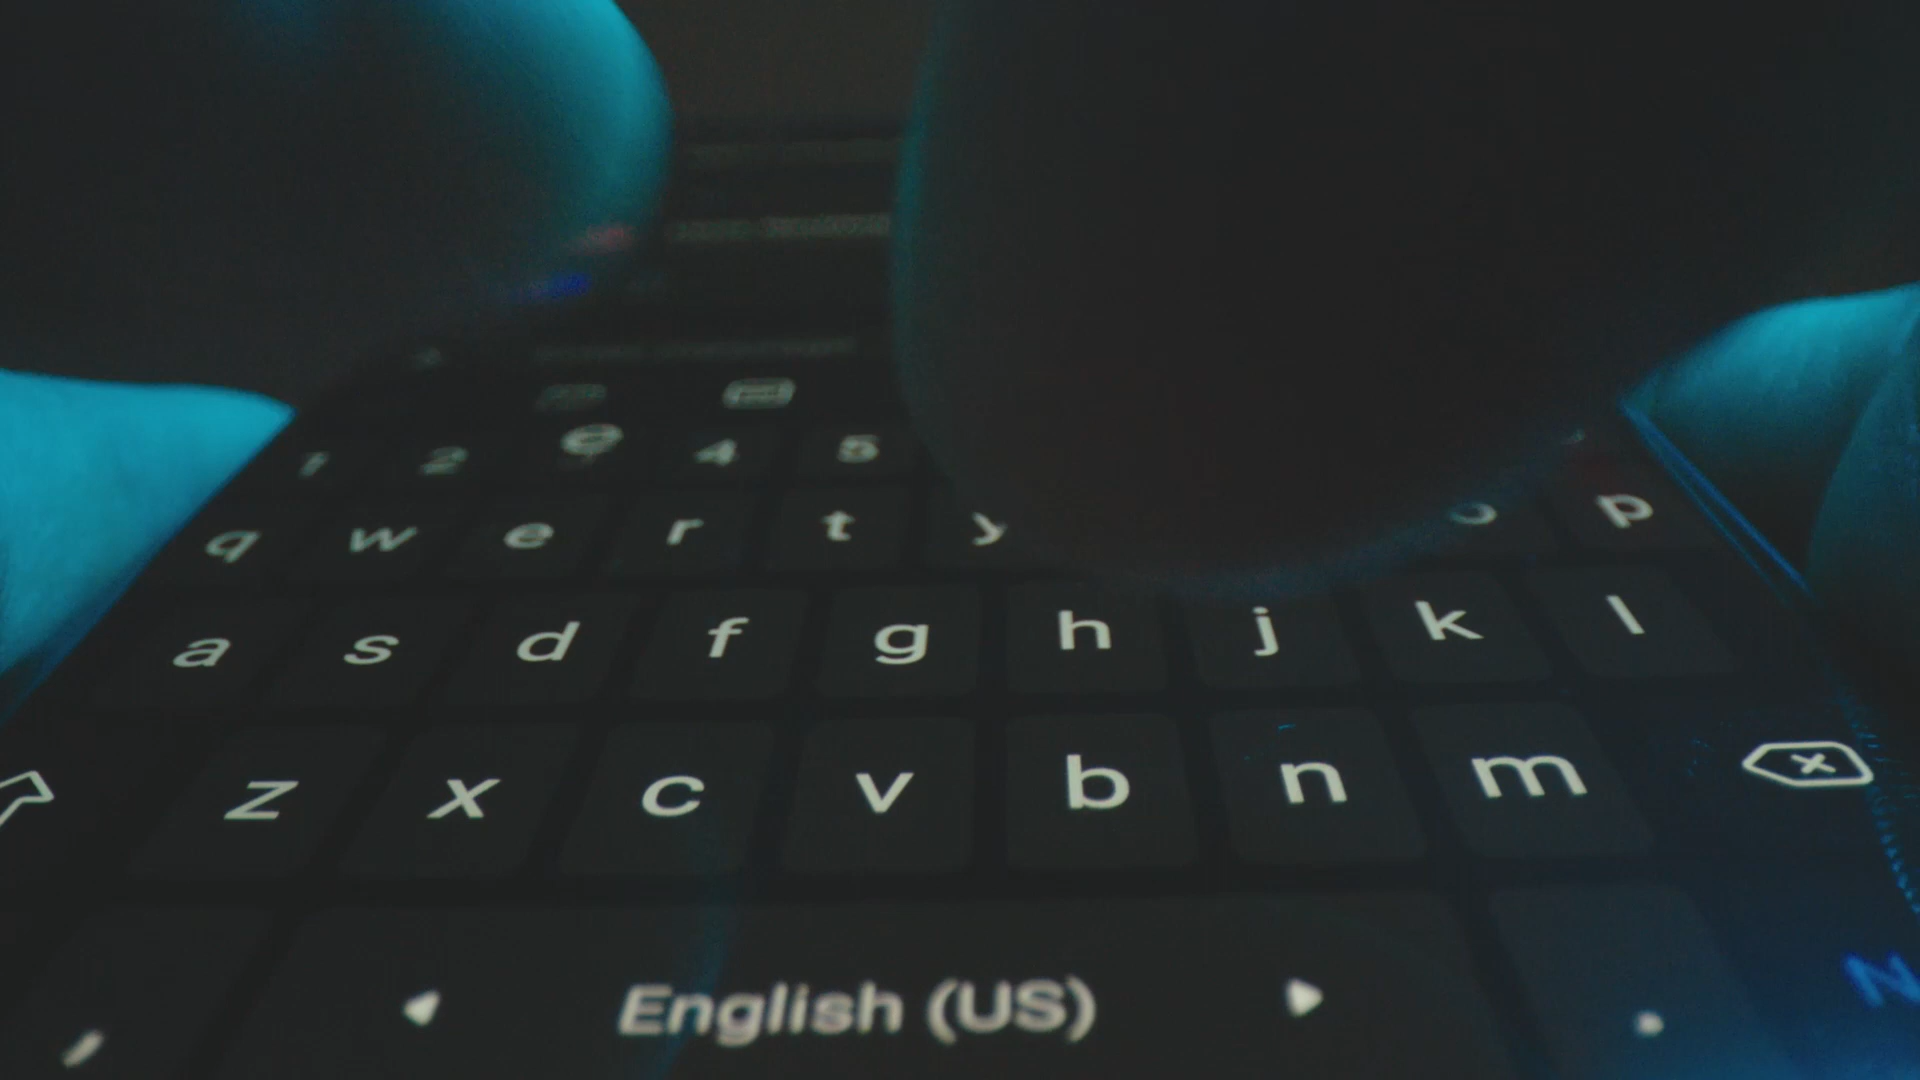 1 2 4 5
q w e r t y o p
a s d f g h j k l
z x c v b n m
, English (US) . N